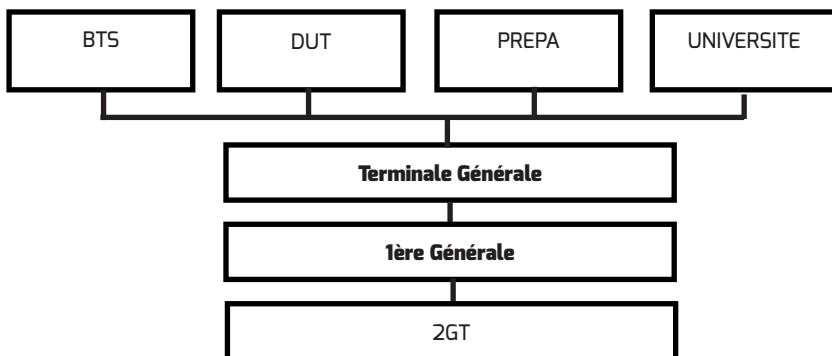 BTS
DUT
PREPA
UNIVERSITE
Terminale Générale
1ère Générale
2GT